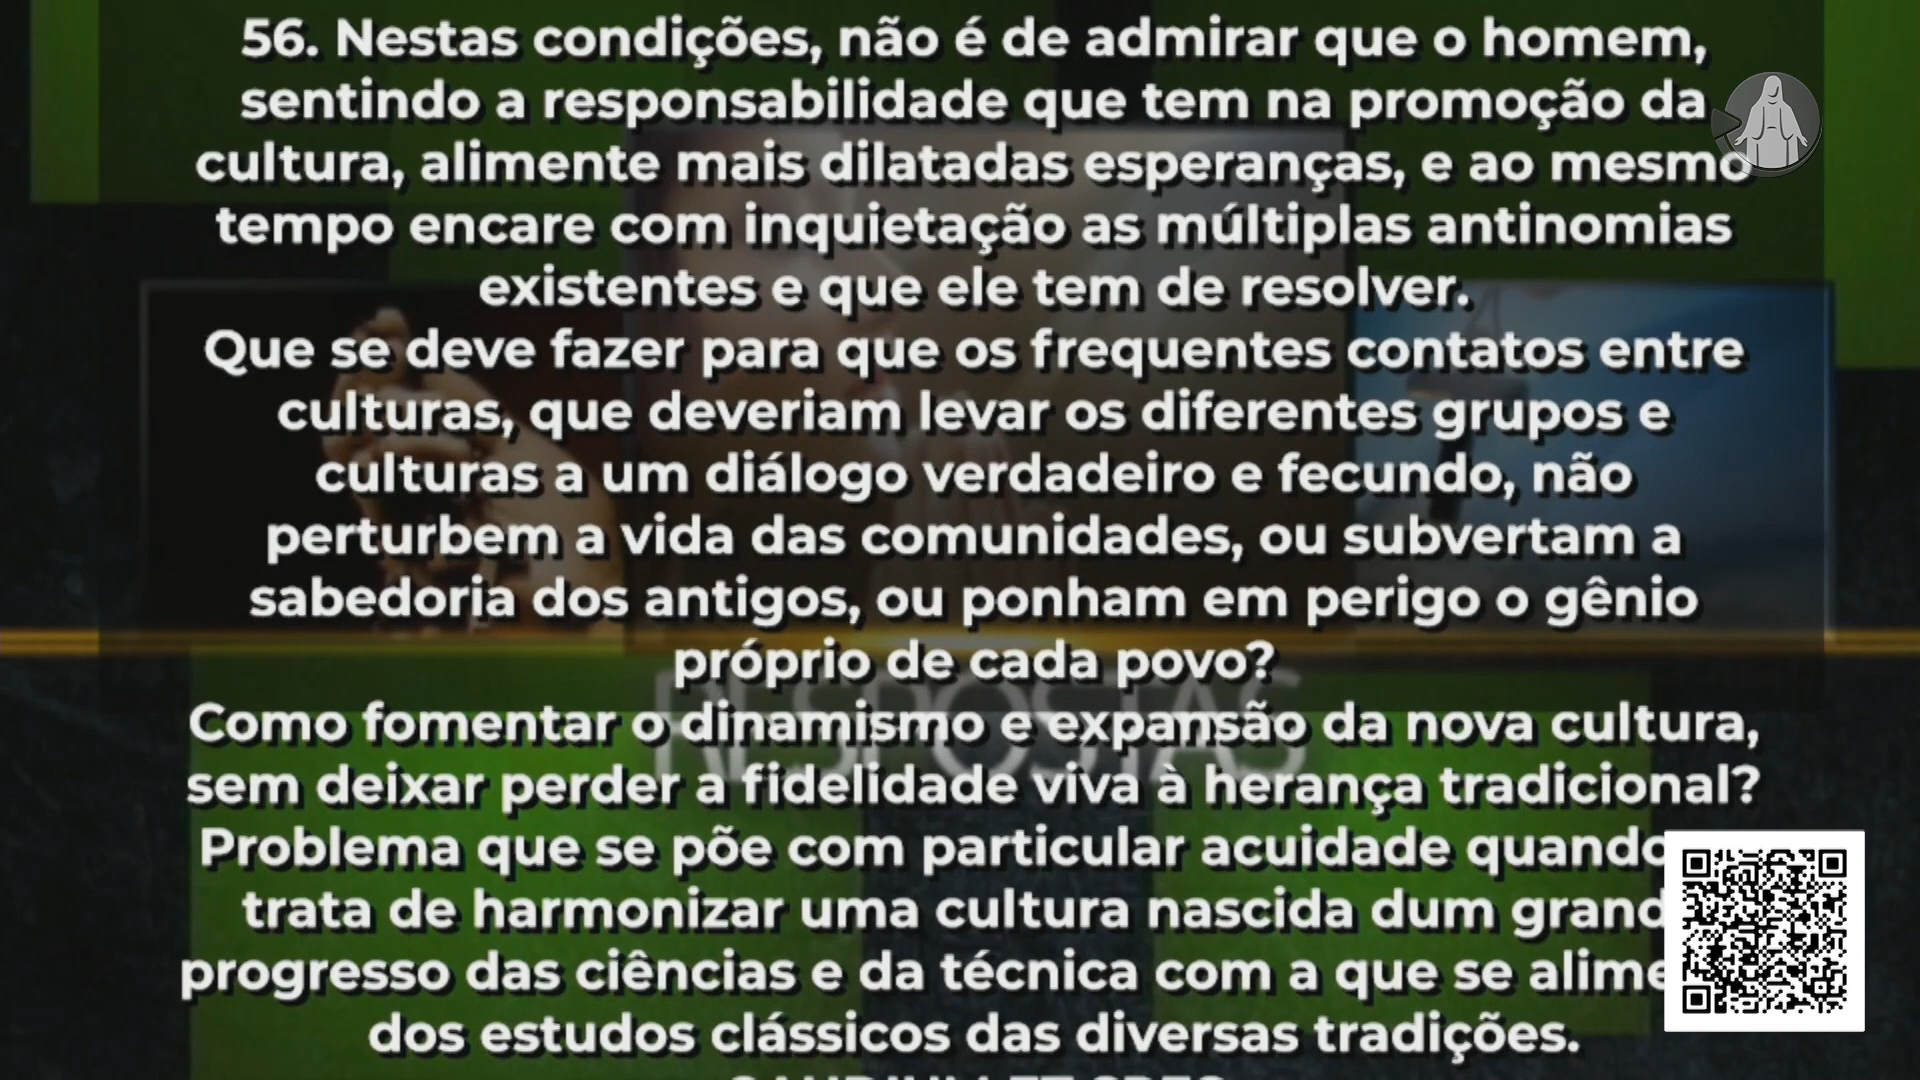 56. Nestas condições, não é de admirar que o homem,
sentindo a responsabilidade que tem na promoção da
cultura, alimente mais dilatadas esperanças, e ao mesmo
tempo encare com inquietação as múltiplas antinomias
existentes e que ele tem de resolver.
Que se deve fazer para que os frequentes contatos entre
culturas, que deveriam levar os diferentes grupos e
culturas a um diálogo verdadeiro e fecundo, não
perturbem a vida das comunidades, ou subvertam a
sabedoria dos antigos, ou ponham em perigo o gênio
próprio de cada povo?
RESPOSTAS
Como fomentar o dinamismo e expansão da nova cultura,
sem deixar perder a fidelidade viva à herança tradicional?
Problema que se põe com particular acuidade quando
trata de harmonizar uma cultura nascida dum grand
progresso das ciências e da técnica com a que se alime
dos estudos clássicos das diversas tradições.